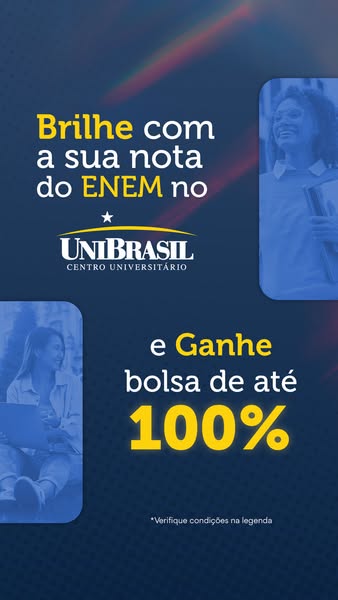 Brilhe com
a sua nota
do ENEM no
UNIBRASIL
CENTRO UNIVERSITÁRIO
e Ganhe
bolsa de até
100%
*Verifique condições na legenda